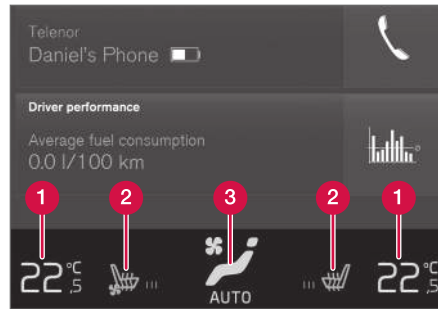 Telenor
Daniel's Phone
Driver performance
Average fuel consumption
0.0 l/100 km
1 2 3 2 1
22,5 °C 22,5 °C
AUTO